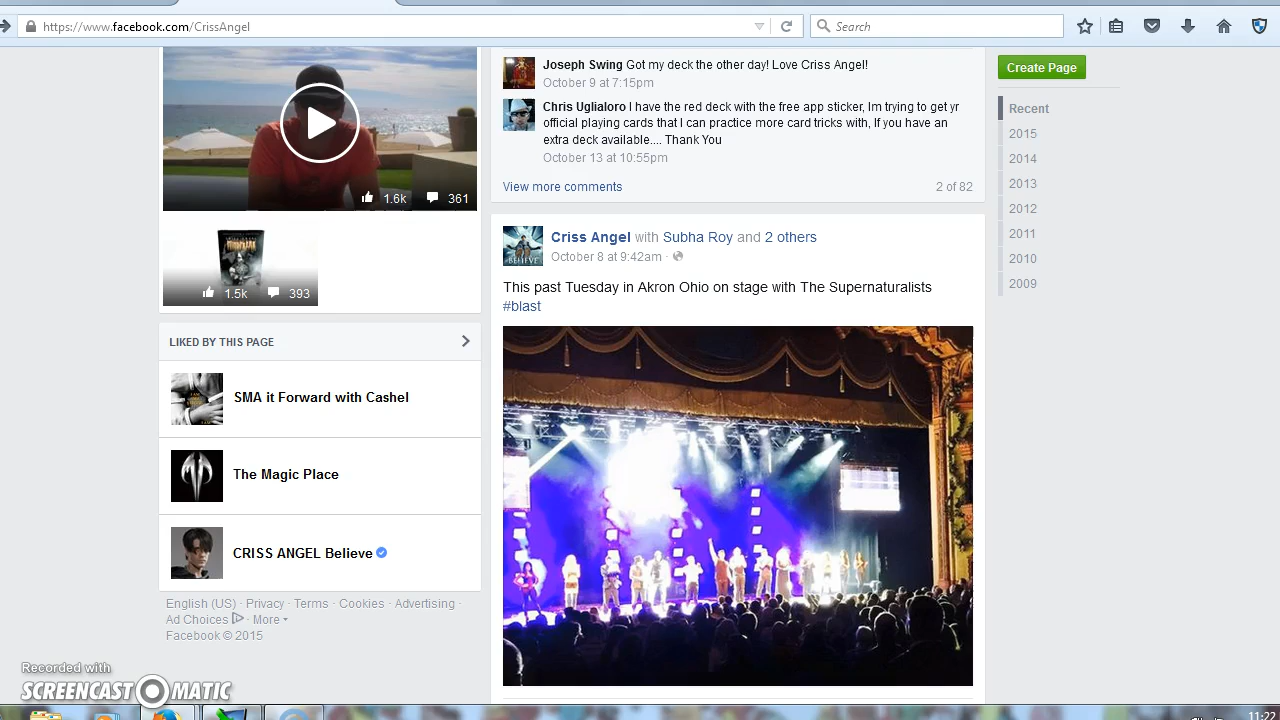 https://www.facebook.com/CrissAngel
Search
1.6k 361
1.5k 393
LIKED BY THIS PAGE
SMA it Forward with Cashel
The Magic Place
CRISS ANGEL Believe
English (US) · Privacy · Terms · Cookies · Advertising ·
Ad Choices · More
Facebook © 2015
Joseph Swing Got my deck the other day! Love Criss Angel!
October 9 at 7:15pm
Chris Uglialoro I have the red deck with the free app sticker, Im trying to get yr
official playing cards that I can practice more card tricks with, If you have an
extra deck available.... Thank You
October 13 at 10:55pm
View more comments 2 of 82
Criss Angel with Subha Roy and 2 others
October 8 at 9:42am ·
BELIEVE
This past Tuesday in Akron Ohio on stage with The Supernaturalists
#blast
Create Page
Recent
2015
2014
2013
2012
2011
2010
2009
Recorded with
SCREENCAST MATIC
11:22